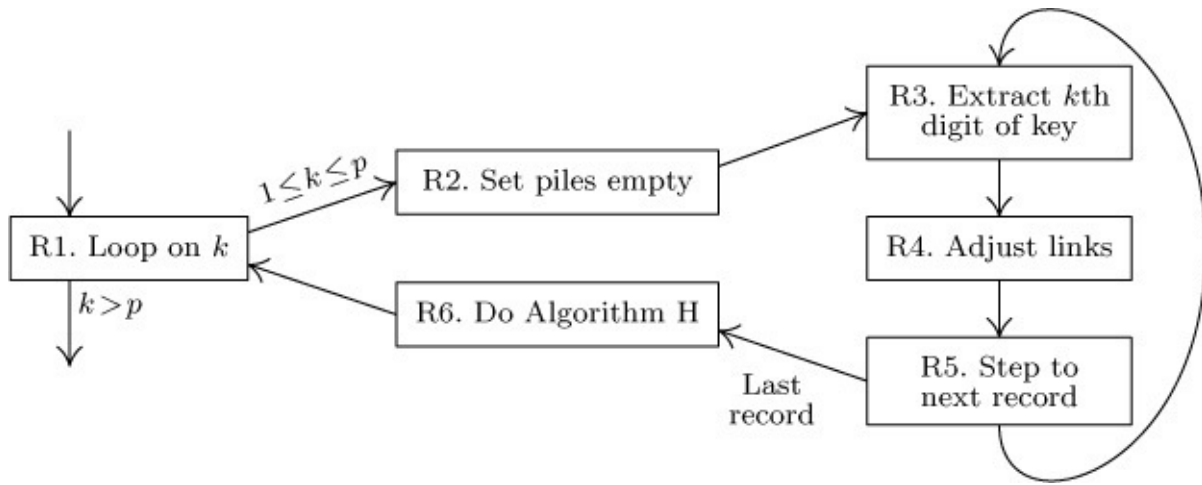 R1. Loop on k
k > p
1 ≤ k ≤ p
R2. Set piles empty
R3. Extract kth
digit of key
R4. Adjust links
R5. Step to
next record
Last
record
R6. Do Algorithm H